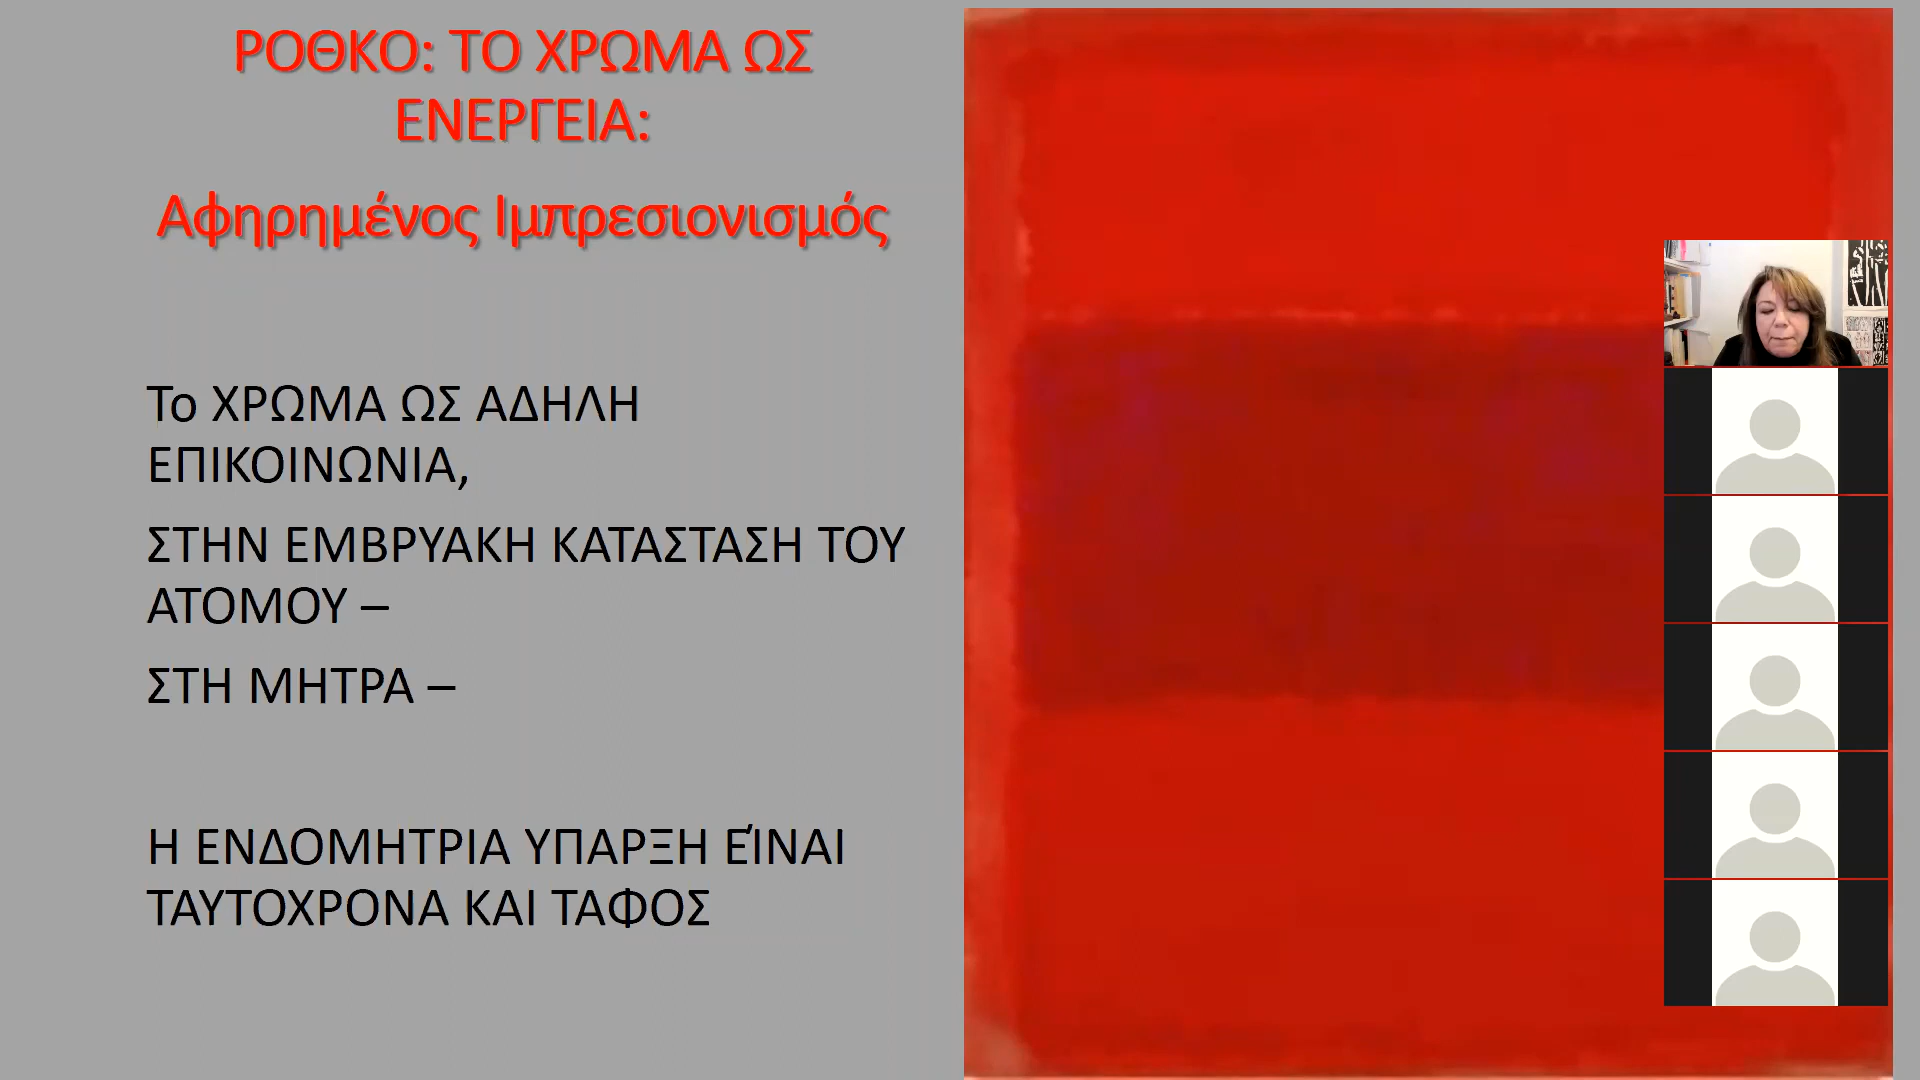 ΡΟΘΚΟ: ΤΟ ΧΡΩΜΑ ΩΣ
ΕΝΕΡΓΕΙΑ:
Αφηρημένος Ιμπρεσιονισμός
Το ΧΡΩΜΑ ΩΣ ΑΔΗΛΗ
ΕΠΙΚΟΙΝΩΝΙΑ,
ΣΤΗΝ ΕΜΒΡΥΑΚΗ ΚΑΤΑΣΤΑΣΗ ΤΟΥ
ΑΤΟΜΟΥ –
ΣΤΗ ΜΗΤΡΑ –
Η ΕΝΔΟΜΗΤΡΙΑ ΥΠΑΡΞΗ ΕΊΝΑΙ
ΤΑΥΤΟΧΡΟΝΑ ΚΑΙ ΤΑΦΟΣ